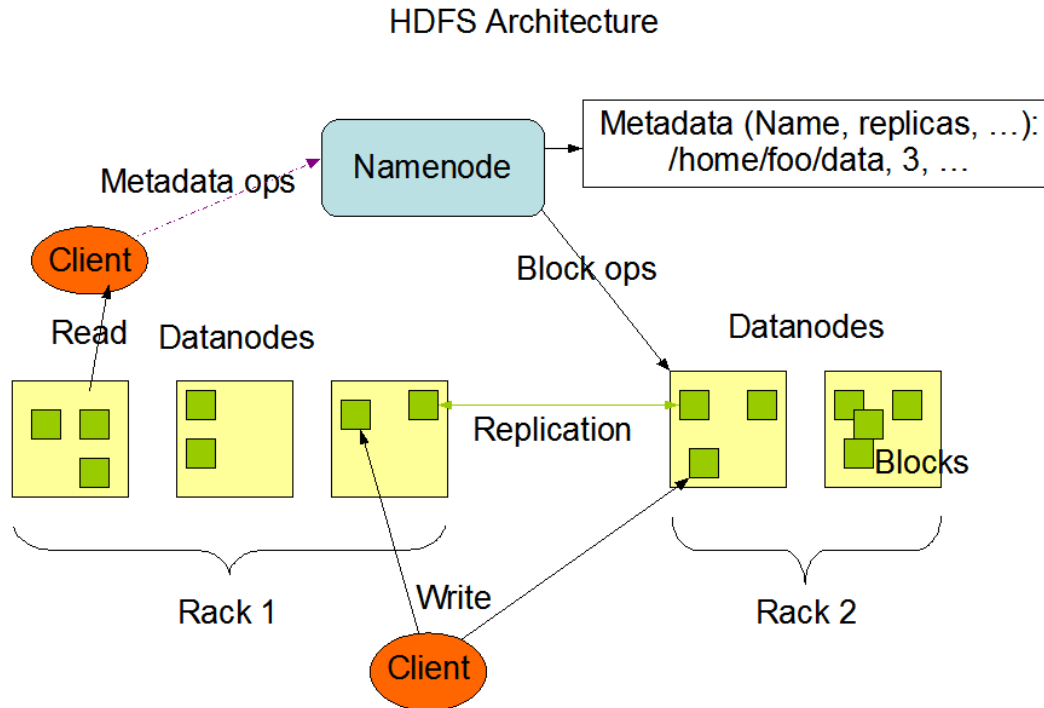 HDFS Architecture
Metadata (Name, replicas, …):
/home/foo/data, 3, …
Namenode
Metadata ops
Client
Block ops
Read
Datanodes
Datanodes
Replication
Blocks
Rack 1
Write
Rack 2
Client